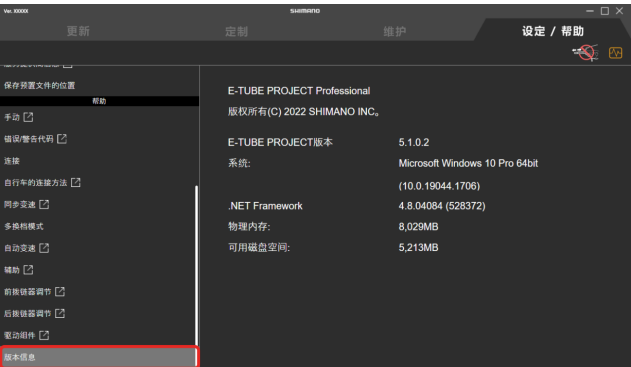 Ver. XXXXX
SHIMANO
更新
定制
维护
设定 / 帮助
保存预置文件的位置
帮助
手动
错误/警告代码
连接
自行车的连接方法
同步变速
多换档模式
自动变速
辅助
前拨链器调节
后拨链器调节
驱动组件
版本信息
E-TUBE PROJECT Professional
版权所有(C) 2022 SHIMANO INC。
E-TUBE PROJECT版本 5.1.0.2
系统: Microsoft Windows 10 Pro 64bit
(10.0.19044.1706)
.NET Framework 4.8.04084 (528372)
物理内存: 8,029MB
可用磁盘空间: 5,213MB